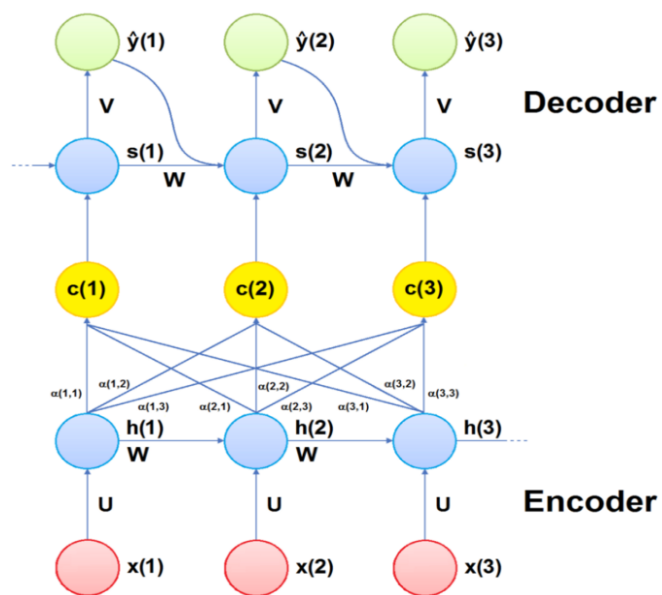 ŷ(1) ŷ(2) ŷ(3)
V V V Decoder
s(1) s(2) s(3)
W W
c(1) c(2) c(3)
α(1,1) α(1,2) α(2,2) α(3,2) α(3,3)
α(1,3) α(2,1) α(2,3) α(3,1)
h(1) h(2) h(3)
W W
U U U Encoder
x(1) x(2) x(3)